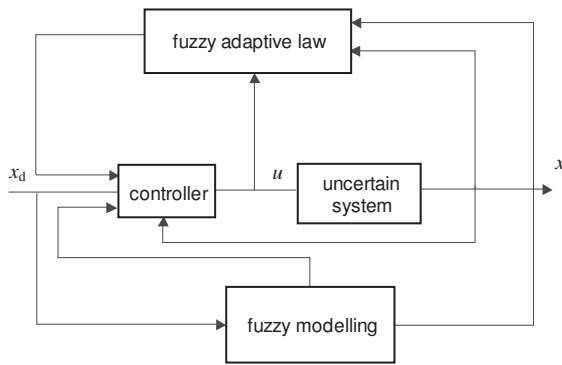 fuzzy adaptive law
x_d
u
x
controller
uncertain
system
fuzzy modelling